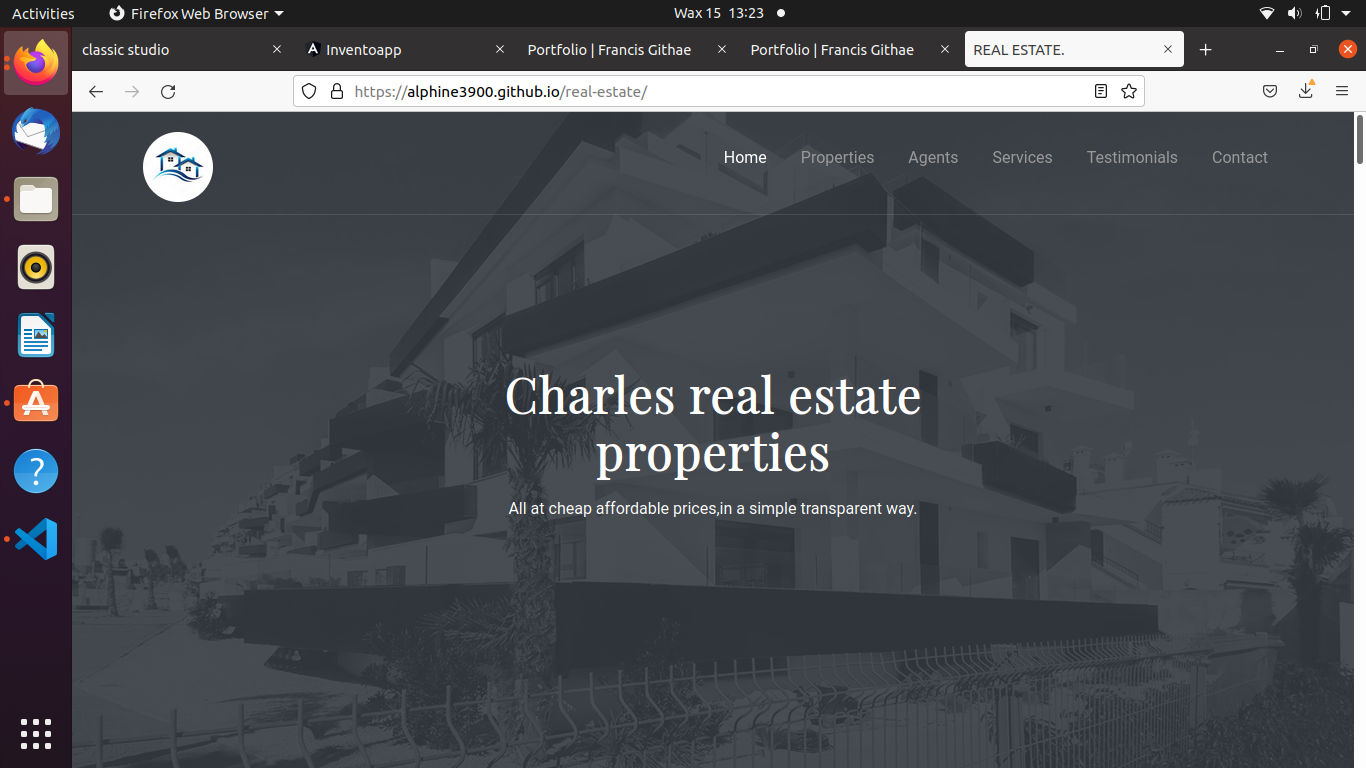 Activities
Firefox Web Browser
Wax 15 13:23
classic studio
Inventoapp
Portfolio | Francis Githae
Portfolio | Francis Githae
REAL ESTATE.
https://alphine3900.github.io/real-estate/
Home
Properties
Agents
Services
Testimonials
Contact
Charles real estate
properties
All at cheap affordable prices,in a simple transparent way.